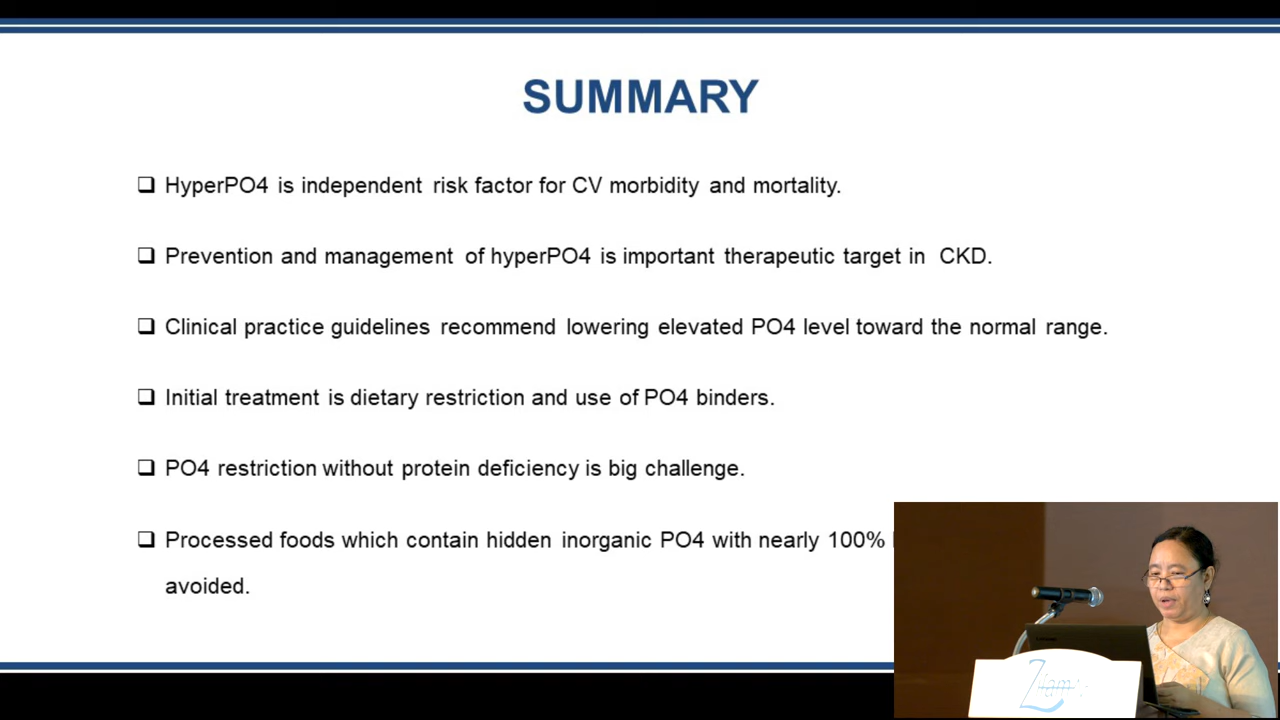 SUMMARY
❑ HyperPO4 is independent risk factor for CV morbidity and mortality.
❑ Prevention and management of hyperPO4 is important therapeutic target in CKD.
❑ Clinical practice guidelines recommend lowering elevated PO4 level toward the normal range.
❑ Initial treatment is dietary restriction and use of PO4 binders.
❑ PO4 restriction without protein deficiency is big challenge.
❑ Processed foods which contain hidden inorganic PO4 with nearly 100%
avoided.